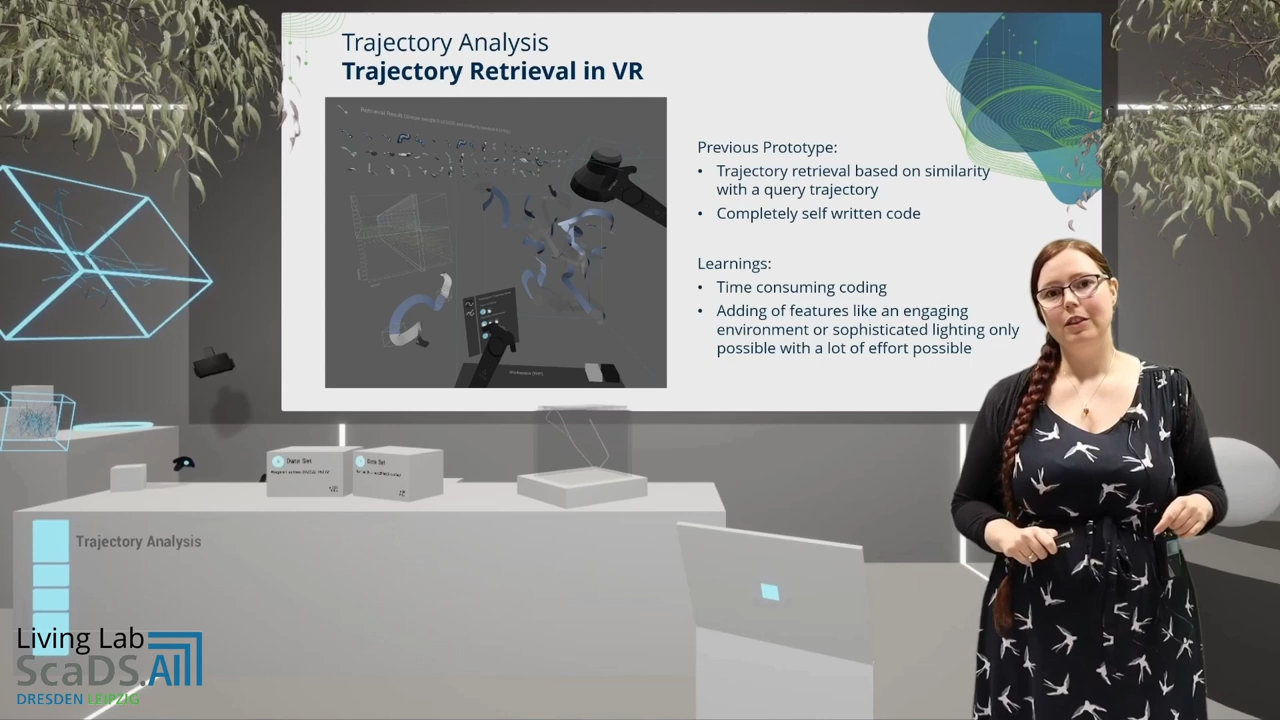 Trajectory Analysis
Trajectory Retrieval in VR
Previous Prototype:
• Trajectory retrieval based on similarity
with a query trajectory
• Completely self written code
Learnings:
• Time consuming coding
• Adding of features like an engaging
environment or sophisticated lighting only
possible with a lot of effort possible
Data Set
Trajectory Analysis
Living Lab
ScaDS.AI
DRESDEN LEIPZIG